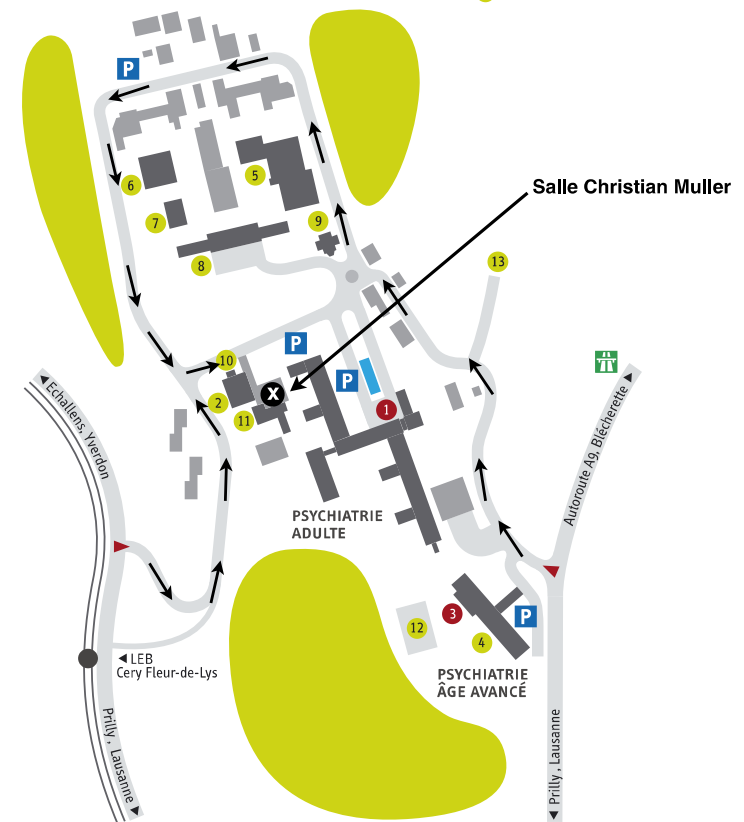 P
6
5
Salle Christian Muller
7
9
8
13
P
10
P
2
X
1
11
Echallens, Yverdon
Autoroute A9, Blécherette
PSYCHIATRIE
ADULTE
3
P
12
4
LEB
Cery Fleur-de-Lys
PSYCHIATRIE
ÂGE AVANCÉ
Prilly, Lausanne
Prilly, Lausanne